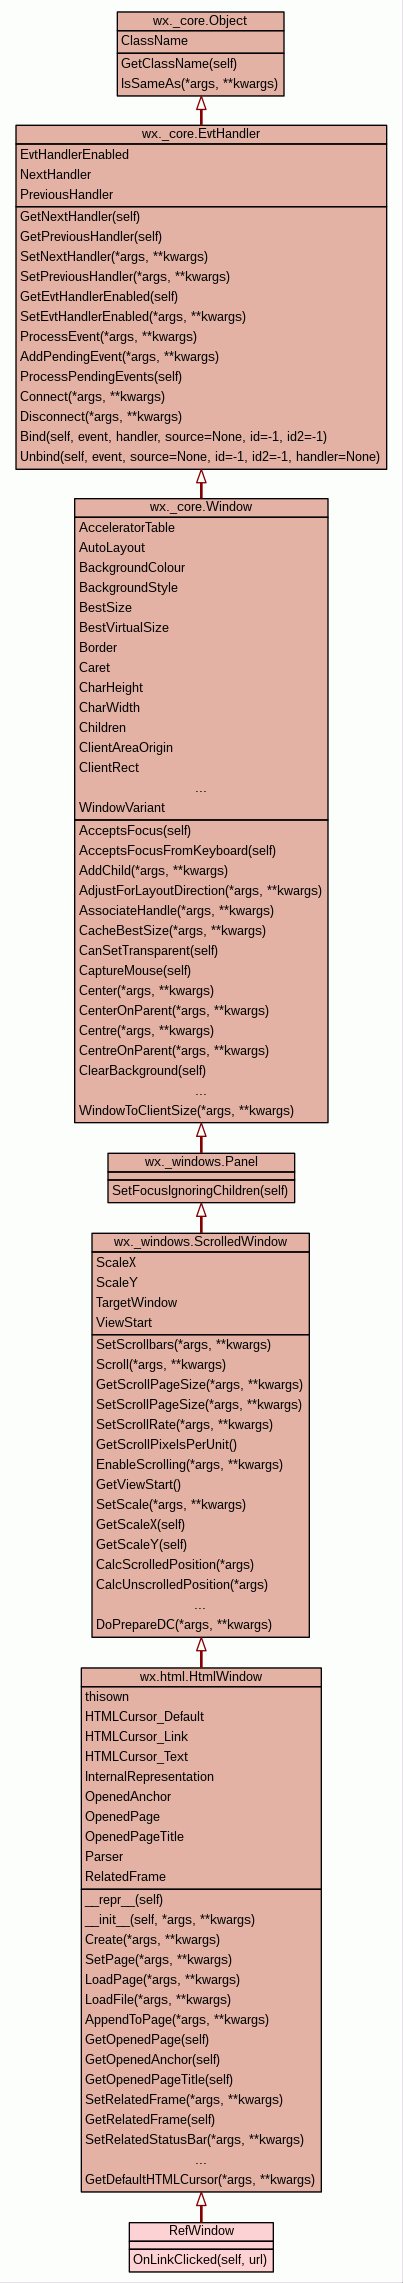 wx._core.Object
ClassName
GetClassName(self)
IsSameAs(*args, **kwargs)
wx._core.EvtHandler
EvtHandlerEnabled
NextHandler
PreviousHandler
GetNextHandler(self)
GetPreviousHandler(self)
SetNextHandler(*args, **kwargs)
SetPreviousHandler(*args, **kwargs)
GetEvtHandlerEnabled(self)
SetEvtHandlerEnabled(*args, **kwargs)
ProcessEvent(*args, **kwargs)
AddPendingEvent(*args, **kwargs)
ProcessPendingEvents(self)
Connect(*args, **kwargs)
Disconnect(*args, **kwargs)
Bind(self, event, handler, source=None, id=-1, id2=-1)
Unbind(self, event, source=None, id=-1, id2=-1, handler=None)
wx._core.Window
AcceleratorTable
AutoLayout
BackgroundColour
BackgroundStyle
BestSize
BestVirtualSize
Border
Caret
CharHeight
CharWidth
Children
ClientAreaOrigin
ClientRect
...
WindowVariant
AcceptsFocus(self)
AcceptsFocusFromKeyboard(self)
AddChild(*args, **kwargs)
AdjustForLayoutDirection(*args, **kwargs)
AssociateHandle(*args, **kwargs)
CacheBestSize(*args, **kwargs)
CanSetTransparent(self)
CaptureMouse(self)
Center(*args, **kwargs)
CenterOnParent(*args, **kwargs)
Centre(*args, **kwargs)
CentreOnParent(*args, **kwargs)
ClearBackground(self)
...
WindowToClientSize(*args, **kwargs)
wx._windows.Panel
SetFocusIgnoringChildren(self)
wx._windows.ScrolledWindow
ScaleX
ScaleY
TargetWindow
ViewStart
SetScrollbars(*args, **kwargs)
Scroll(*args, **kwargs)
GetScrollPageSize(*args, **kwargs)
SetScrollPageSize(*args, **kwargs)
SetScrollRate(*args, **kwargs)
GetScrollPixelsPerUnit()
EnableScrolling(*args, **kwargs)
GetViewStart()
SetScale(*args, **kwargs)
GetScaleX(self)
GetScaleY(self)
CalcScrolledPosition(*args)
CalcUnscrolledPosition(*args)
...
DoPrepareDC(*args, **kwargs)
wx.html.HtmlWindow
thisown
HTMLCursor_Default
HTMLCursor_Link
HTMLCursor_Text
InternalRepresentation
OpenedAnchor
OpenedPage
OpenedPageTitle
Parser
RelatedFrame
__repr__(self)
__init__(self, *args, **kwargs)
Create(*args, **kwargs)
SetPage(*args, **kwargs)
LoadPage(*args, **kwargs)
LoadFile(*args, **kwargs)
AppendToPage(*args, **kwargs)
GetOpenedPage(self)
GetOpenedAnchor(self)
GetOpenedPageTitle(self)
SetRelatedFrame(*args, **kwargs)
GetRelatedFrame(self)
SetRelatedStatusBar(*args, **kwargs)
...
GetDefaultHTMLCursor(*args, **kwargs)
RefWindow
OnLinkClicked(self, url)